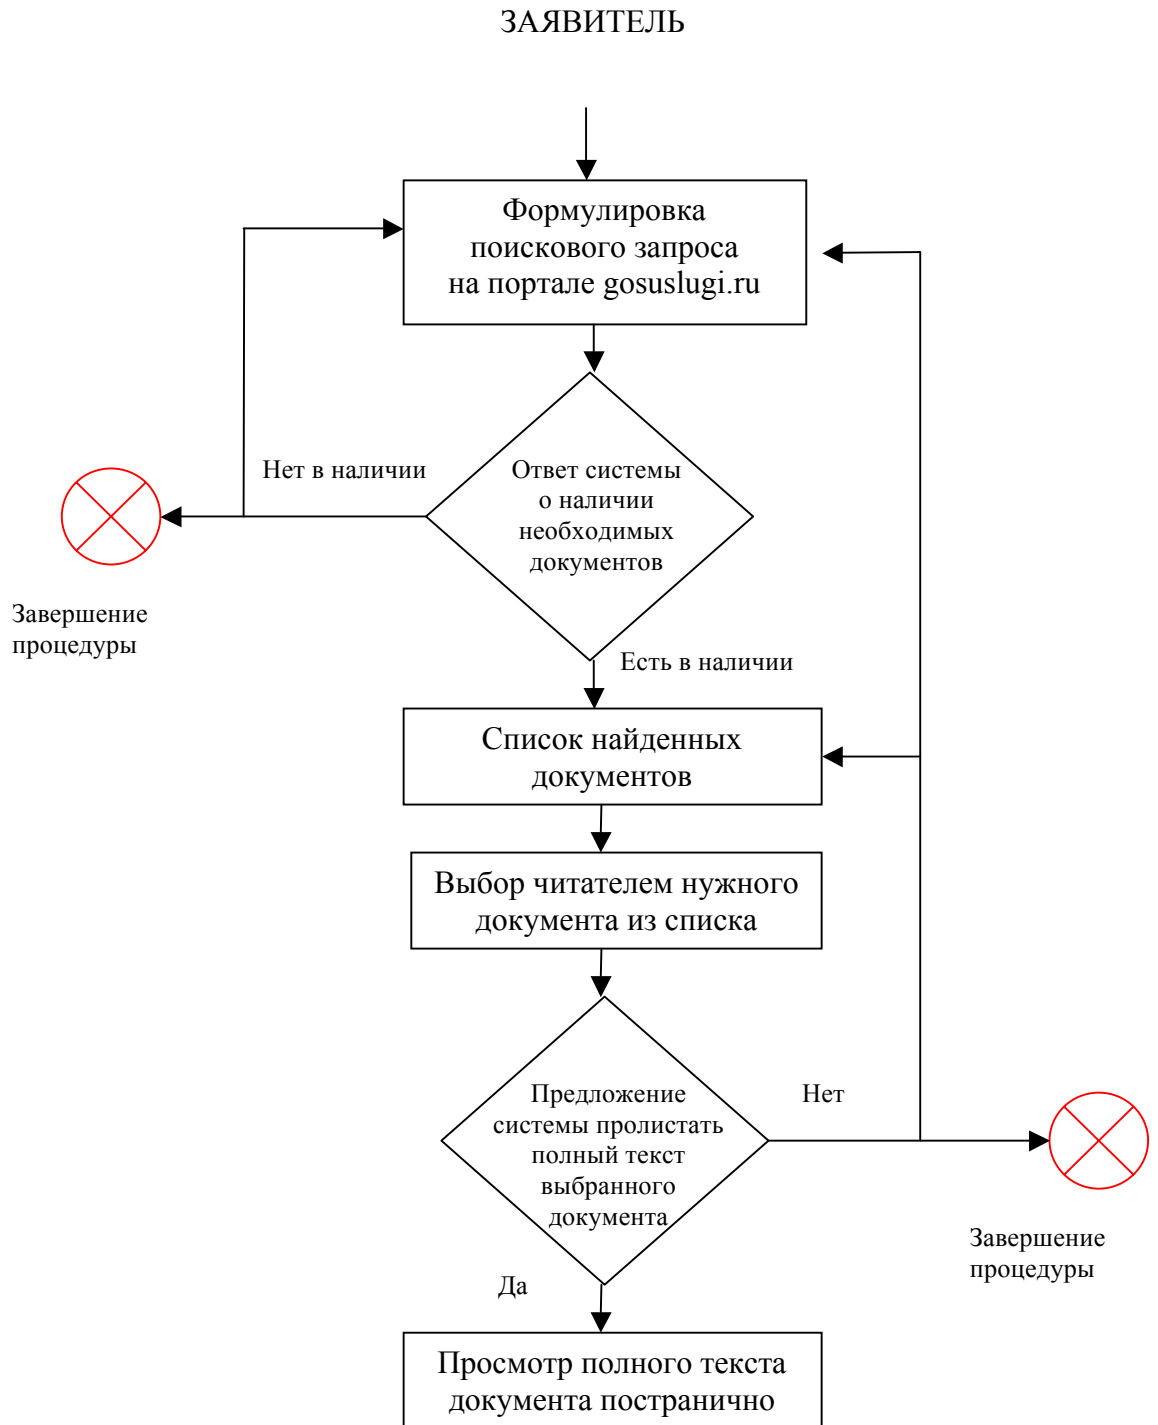 ЗАЯВИТЕЛЬ
Формулировка
поискового запроса
на портале gosuslugi.ru
Нет в наличии
Ответ системы
о наличии
необходимых
документов
Завершение
процедуры
Есть в наличии
Список найденных
документов
Выбор читателем нужного
документа из списка
Предложение
системы пролистать
полный текст
выбранного
документа
Нет
Завершение
процедуры
Да
Просмотр полного текста
документа постранично